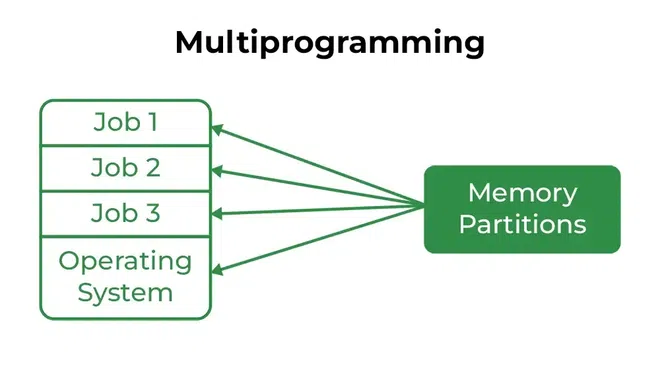 Multiprogramming
Job 1
Job 2
Job 3
Operating
System
Memory
Partitions